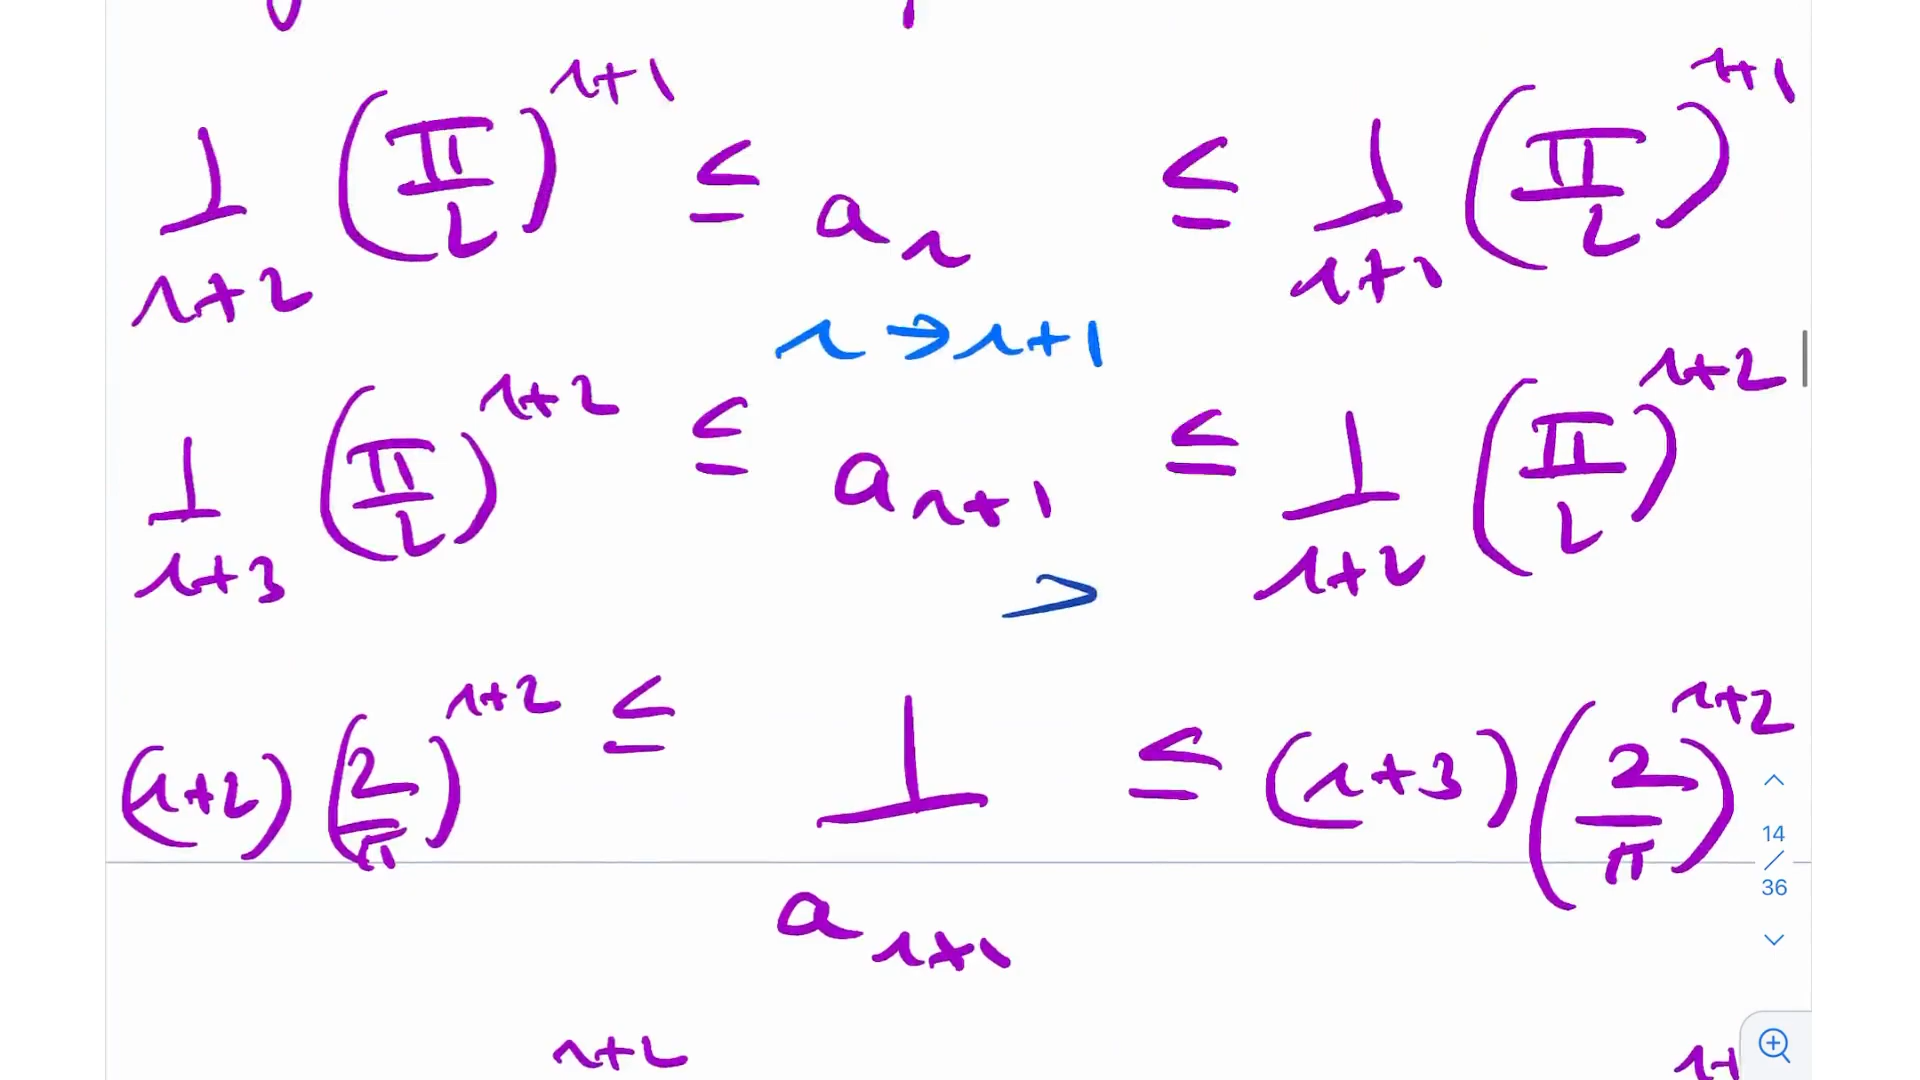 1/(n+2) (π/2)^(n+1) ≤ a_n ≤ 1/(n+1) (π/2)^(n+1)
n → n+1
1/(n+3) (π/2)^(n+2) ≤ a_(n+1) ≤ 1/(n+2) (π/2)^(n+2)
>
(n+2) (2/π)^(n+2) ≤ 1/a_(n+1) ≤ (n+3) (2/π)^(n+2)
14
/
36
n+2